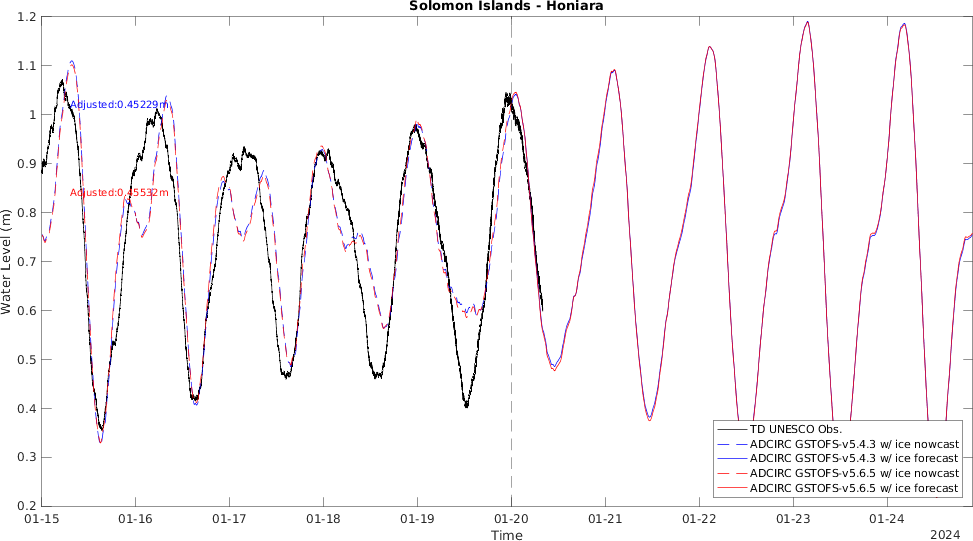 Solomon Islands - Honiara
1.2
1.1
1
0.9
0.8
0.7
0.6
0.5
0.4
0.3
0.2
Water Level (m)
Adjusted:0.45229m
Adjusted:0.45532m
TD UNESCO Obs.
ADCIRC GSTOFS-v5.4.3 w/ ice nowcast
ADCIRC GSTOFS-v5.4.3 w/ ice forecast
ADCIRC GSTOFS-v5.6.5 w/ ice nowcast
ADCIRC GSTOFS-v5.6.5 w/ ice forecast
01-15 01-16 01-17 01-18 01-19 01-20 01-21 01-22 01-23 01-24
Time
2024